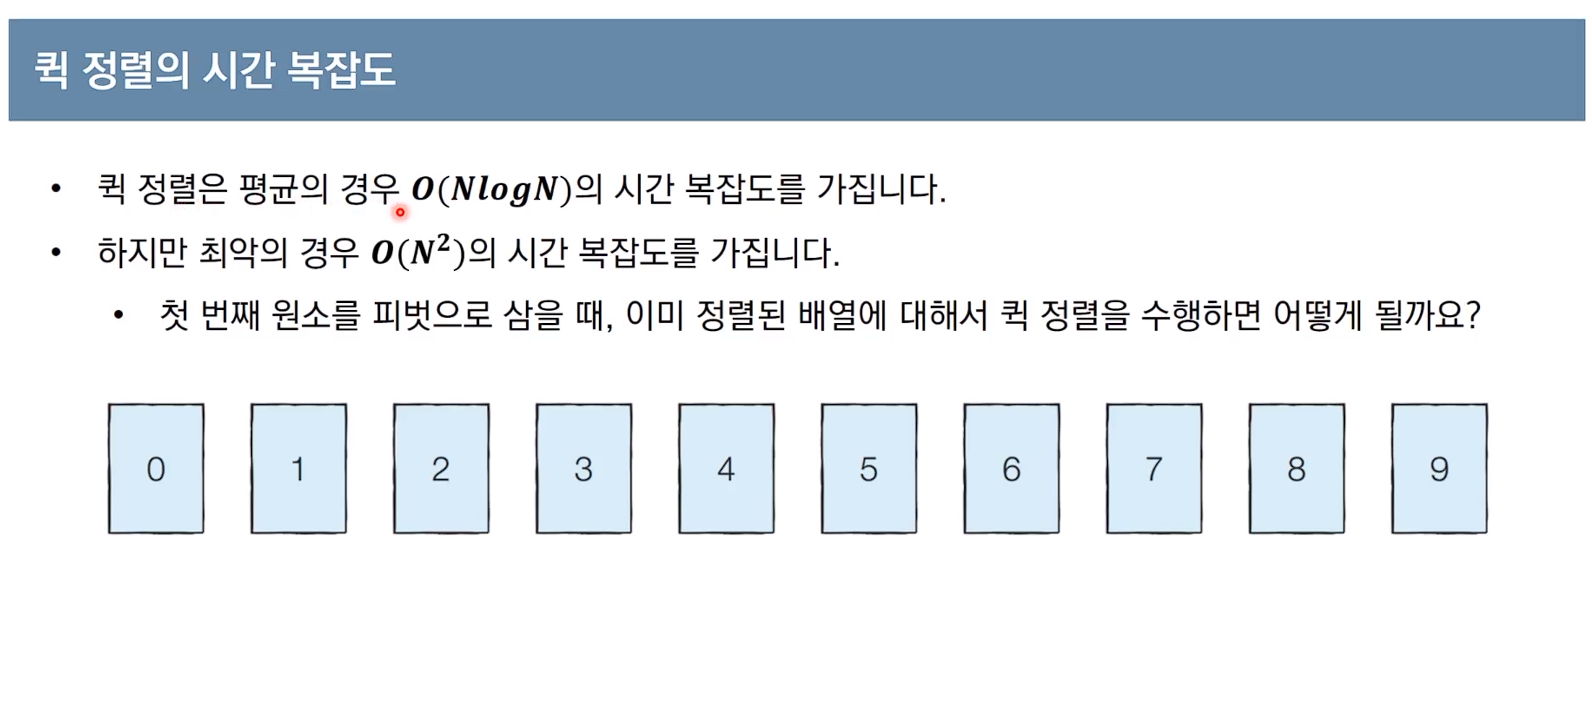 퀵 정렬의 시간 복잡도
• 퀵 정렬은 평균의 경우 O(NlogN)의 시간 복잡도를 가집니다.
• 하지만 최악의 경우 O(N²)의 시간 복잡도를 가집니다.
• 첫 번째 원소를 피벗으로 삼을 때, 이미 정렬된 배열에 대해서 퀵 정렬을 수행하면 어떻게 될까요?
0 1 2 3 4 5 6 7 8 9